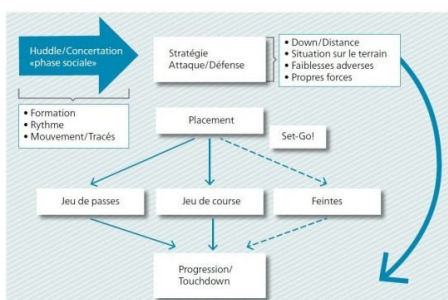 Huddle/Concertation
«phase sociale»
Stratégie
Attaque/Défense
• Down/Distance
• Situation sur le terrain
• Faiblesses adverses
• Propres forces
• Formation
• Rythme
• Mouvement/Tracés
Placement
Set-Go!
Jeu de passes
Jeu de course
Feintes
Progression/
Touchdown